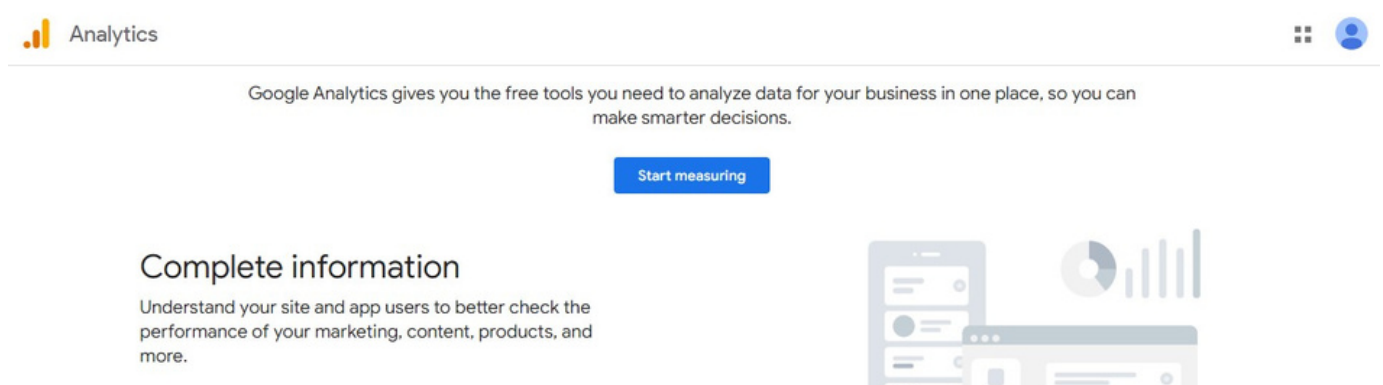 Analytics
Google Analytics gives you the free tools you need to analyze data for your business in one place, so you can
make smarter decisions.
Start measuring
Complete information
Understand your site and app users to better check the
performance of your marketing, content, products, and
more.